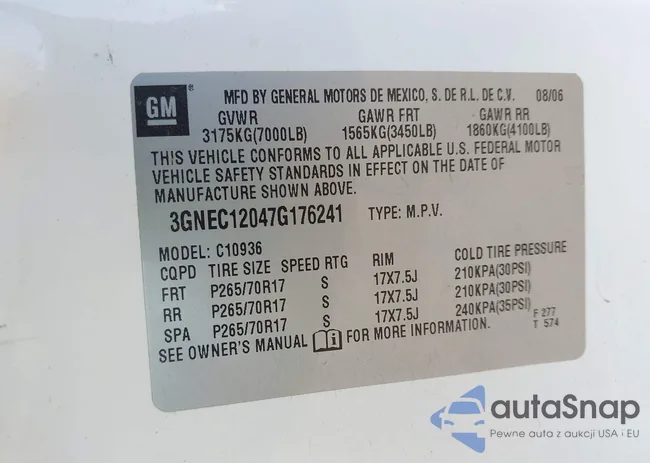 GM ® MFD BY GENERAL MOTORS DE MEXICO, S. DE R.L. DE C.V. 08/06
GVWR GAWR FRT GAWR RR
3175KG(7000LB) 1565KG(3450LB) 1860KG(4100LB)
THIS VEHICLE CONFORMS TO ALL APPLICABLE U.S. FEDERAL MOTOR
VEHICLE SAFETY STANDARDS IN EFFECT ON THE DATE OF
MANUFACTURE SHOWN ABOVE.
3GNEC12047G176241 TYPE: M.P.V.
MODEL: C10936
CQPD TIRE SIZE SPEED RTG RIM COLD TIRE PRESSURE
FRT P265/70R17 S 17X7.5J 210KPA(30PSI)
RR P265/70R17 S 17X7.5J 210KPA(30PSI)
SPA P265/70R17 S 17X7.5J 240KPA(35PSI)
SEE OWNER'S MANUAL i FOR MORE INFORMATION.
F 277
T 574
autaSnap
Pewne auta z aukcji USA i EU